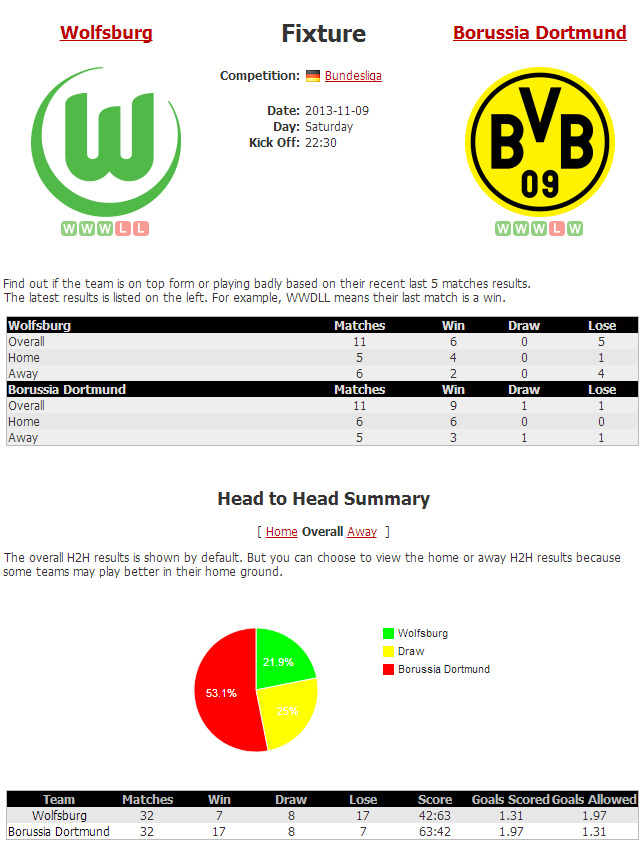 Wolfsburg Fixture Borussia Dortmund
Competition: Bundesliga
Date: 2013-11-09
Day: Saturday
Kick Off: 22:30
W
BVB
09
W W W L L
W W W L W
Find out if the team is on top form or playing badly based on their recent last 5 matches results.
The latest results is listed on the left. For example, WWDLL means their last match is a win.
Wolfsburg Matches Win Draw Lose
Overall 11 6 0 5
Home 5 4 0 1
Away 6 2 0 4
Borussia Dortmund Matches Win Draw Lose
Overall 11 9 1 1
Home 6 6 0 0
Away 5 3 1 1
Head to Head Summary
[ Home Overall Away ]
The overall H2H results is shown by default. But you can choose to view the home or away H2H results because
some teams may play better in their home ground.
Wolfsburg
Draw
Borussia Dortmund
21.9%
53.1%
25%
Team Matches Win Draw Lose Score Goals Scored Goals Allowed
Wolfsburg 32 7 8 17 42:63 1.31 1.97
Borussia Dortmund 32 17 8 7 63:42 1.97 1.31